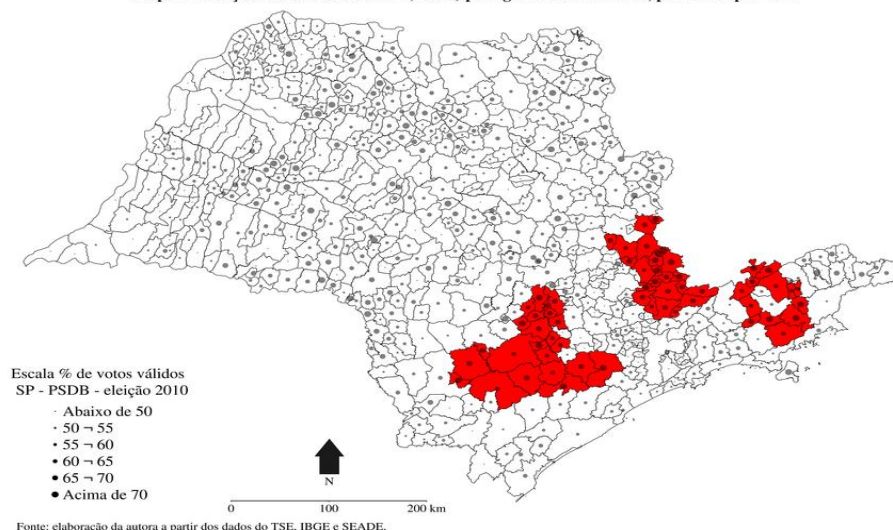 Escala % de votos válidos
SP - PSDB - eleição 2010
Abaixo de 50
50 ¬ 55
55 ¬ 60
60 ¬ 65
65 ¬ 70
Acima de 70
N
0 100 200 km
Fonte: elaboração da autora a partir dos dados do TSE, IBGE e SEADE.